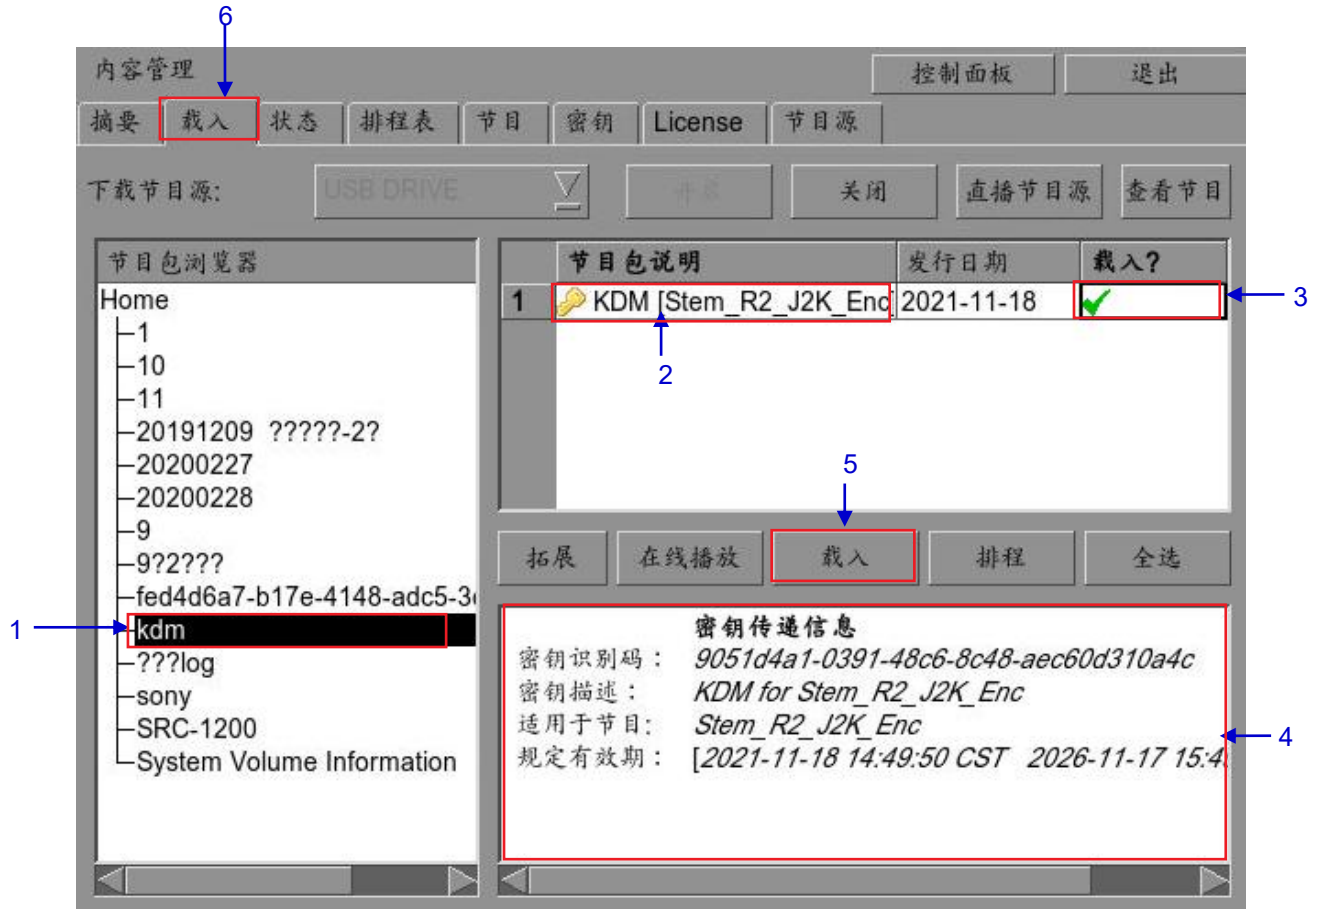 6
内容管理 控制面板 退出
摘要 载入 状态 排程表 节目 密钥 License 节目源
下载节目源: USB DRIVE 开启 关闭 直播节目源 查看节目
节目包浏览器
Home
1
10
11
20191209 ?????-2?
20200227
20200228
9
9?2???
fed4d6a7-b17e-4148-adc5-3
kdm
???log
sony
SRC-1200
System Volume Information
1
节目包说明 发行日期 载入?
1 KDM [Stem_R2_J2K_Enc 2021-11-18
3
2
5
拓展 在线播放 载入 排程 全选
密钥传递信息
密钥识别码： 9051d4a1-0391-48c6-8c48-aec60d310a4c
密钥描述： KDM for Stem_R2_J2K_Enc
适用于节目: Stem_R2_J2K_Enc
规定有效期： [2021-11-18 14:49:50 CST 2026-11-17 15:4
4